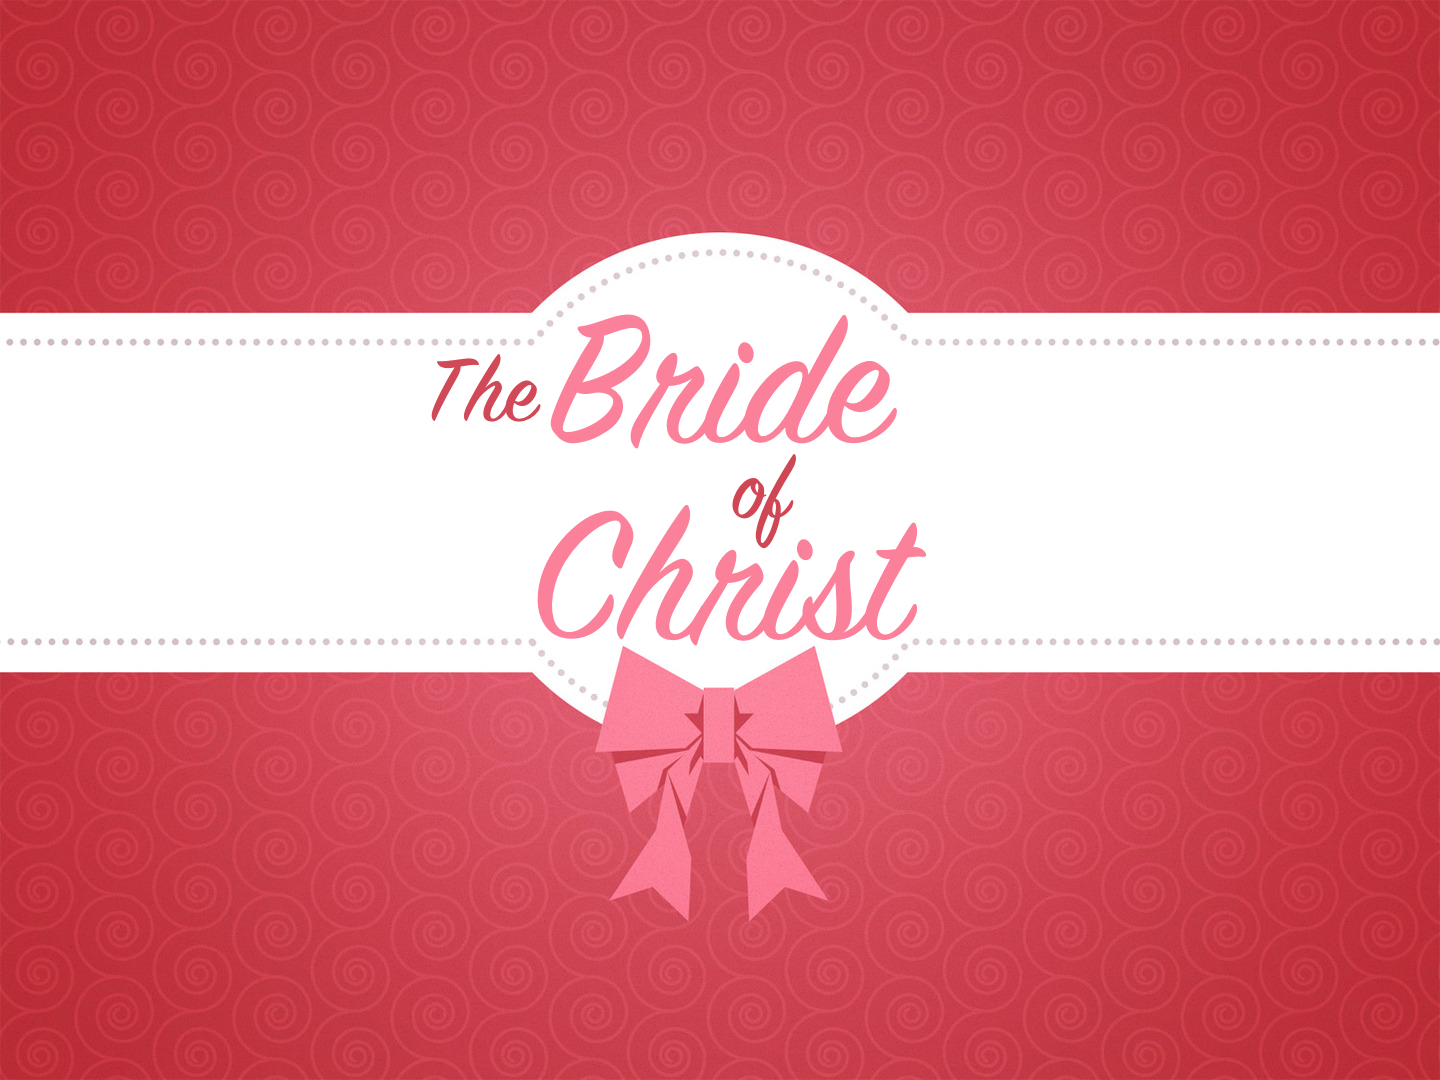 The Bride
of
Christ